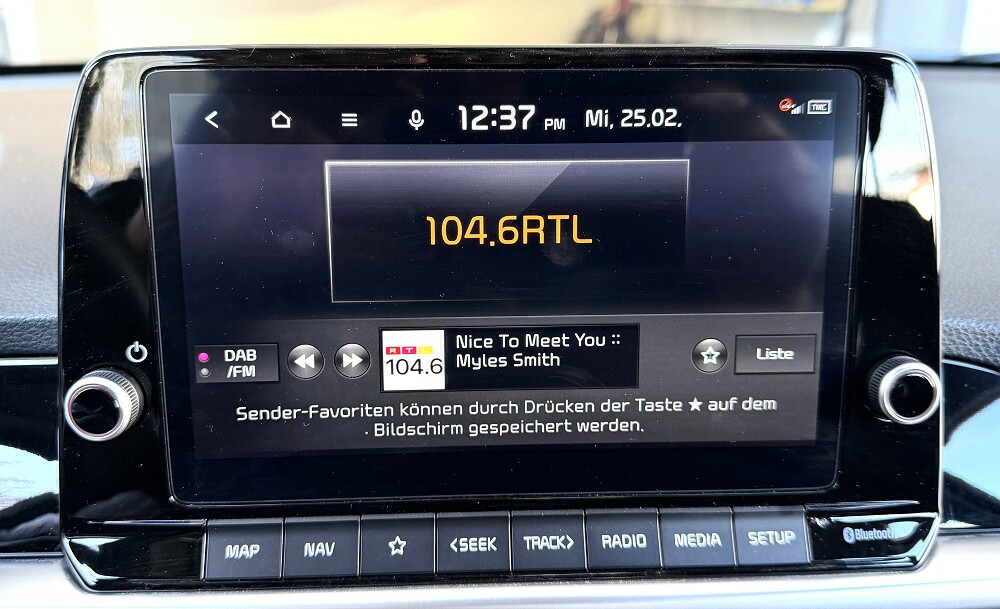 12:37 PM Mi, 25.02.
TMC
104.6RTL
DAB
/FM
RTL
104.6
Nice To Meet You ::
Myles Smith
Liste
Sender-Favoriten können durch Drücken der Taste ★ auf dem
Bildschirm gespeichert werden.
MAP
NAV
<SEEK
TRACK>
RADIO
MEDIA
SETUP
Bluetooth